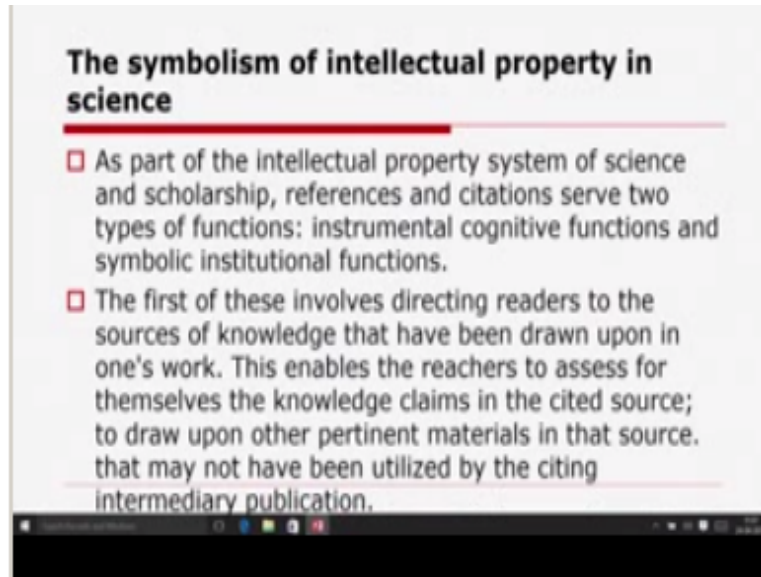 The symbolism of intellectual property in
science
As part of the intellectual property system of science
and scholarship, references and citations serve two
types of functions: instrumental cognitive functions and
symbolic institutional functions.
The first of these involves directing readers to the
sources of knowledge that have been drawn upon in
one's work. This enables the reachers to assess for
themselves the knowledge claims in the cited source;
to draw upon other pertinent materials in that source.
that may not have been utilized by the citing
intermediary publication.